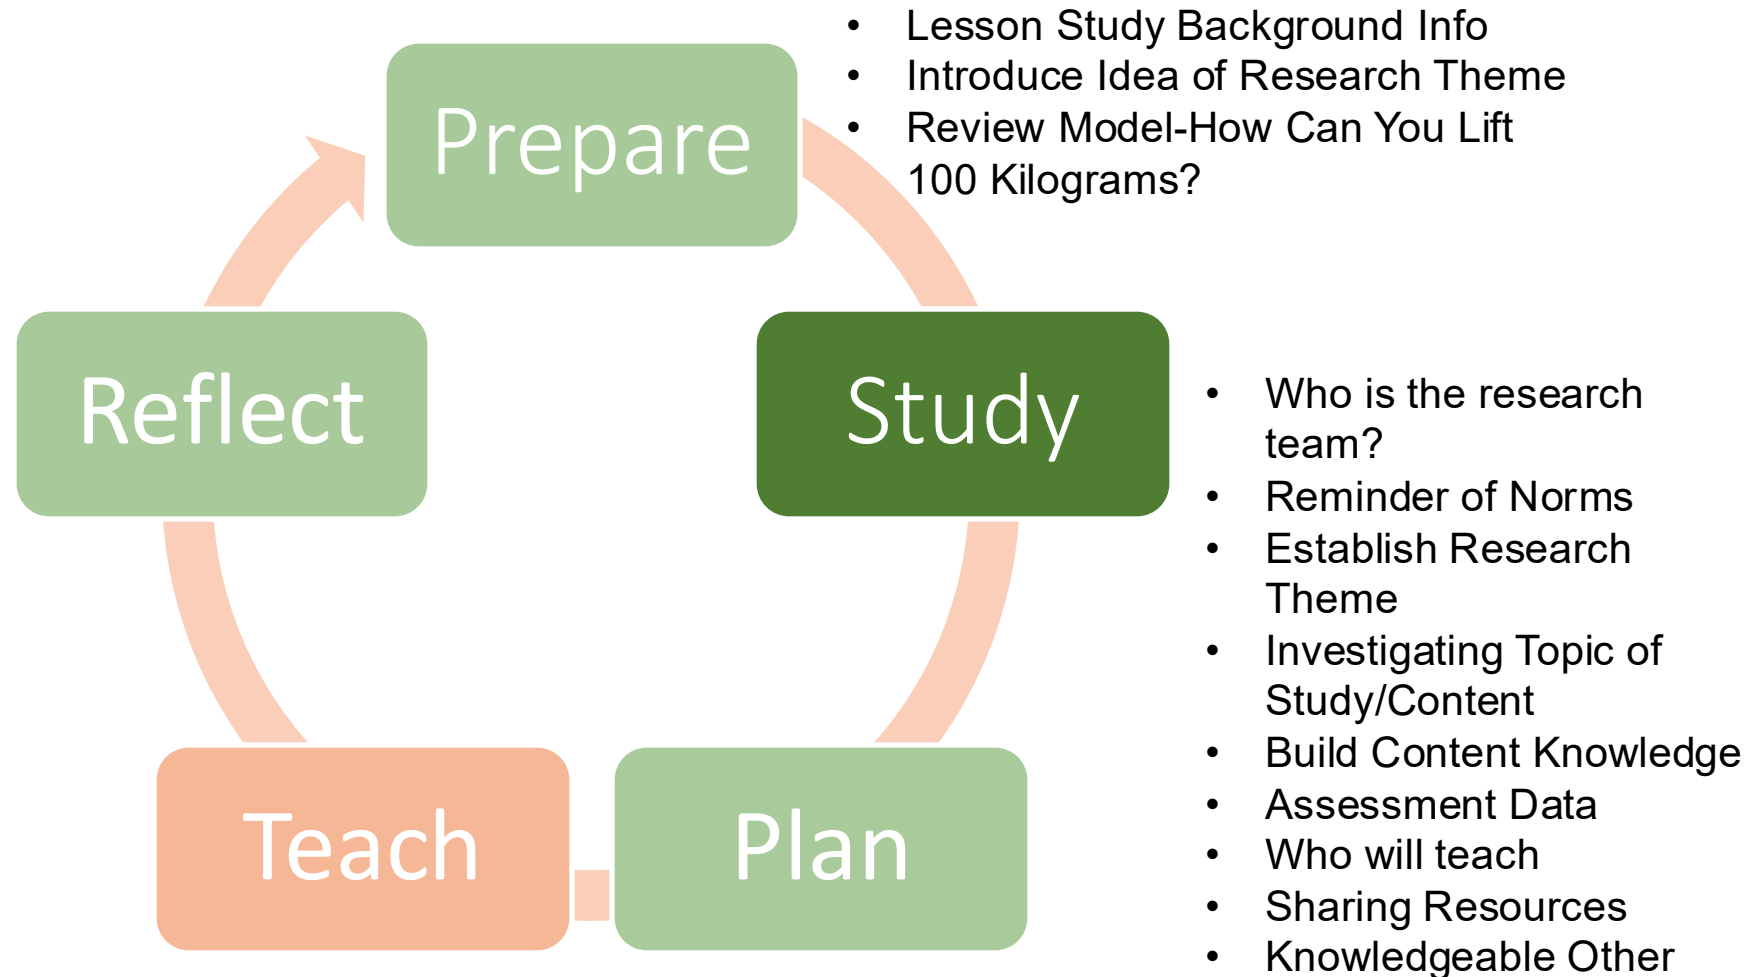 • Lesson Study Background Info
• Introduce Idea of Research Theme
• Review Model-How Can You Lift
100 Kilograms?
Prepare
Study
Reflect
Teach
Plan
• Who is the research
team?
• Reminder of Norms
• Establish Research
Theme
• Investigating Topic of
Study/Content
• Build Content Knowledge
• Assessment Data
• Who will teach
• Sharing Resources
• Knowledgeable Other